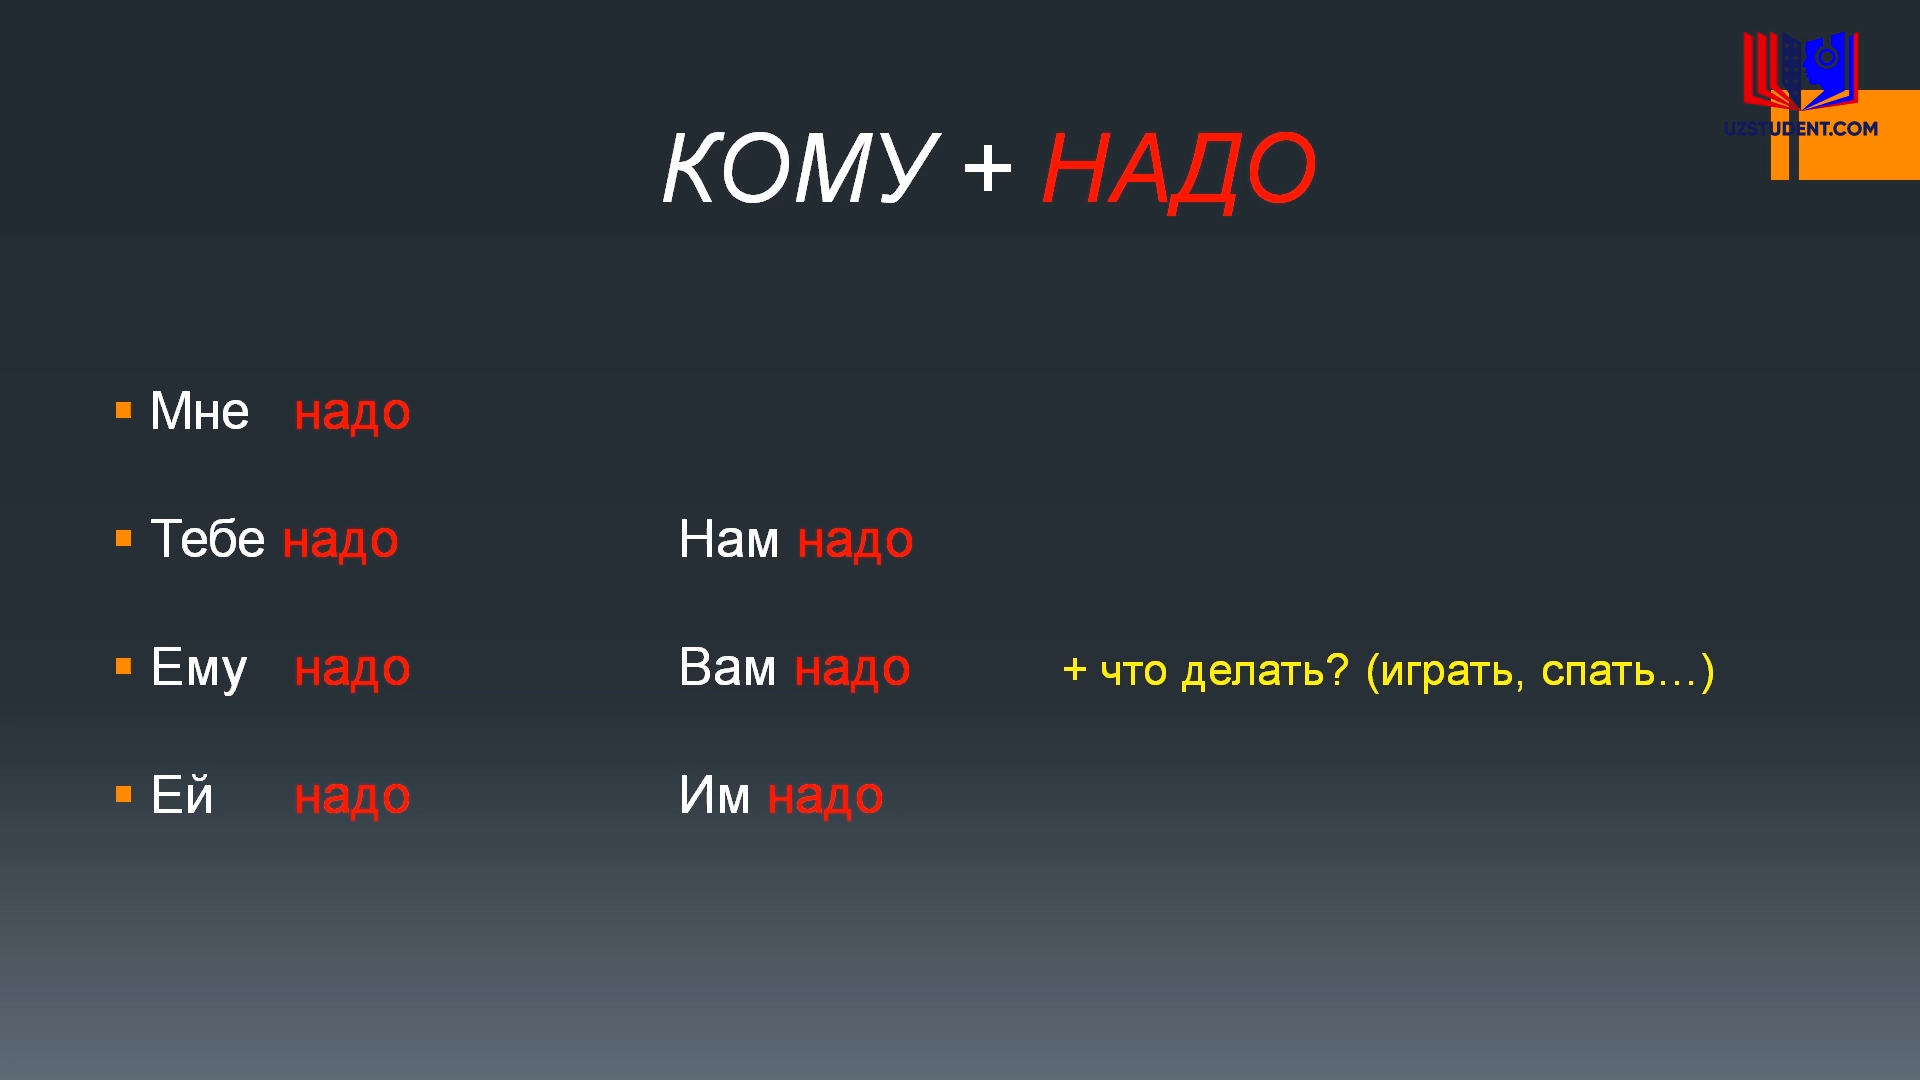 UZSTUDENT.COM
КОМУ + НАДО
Мне надо
Тебе надо Нам надо
Ему надо Вам надо + что делать? (играть, спать...)
Ей надо Им надо